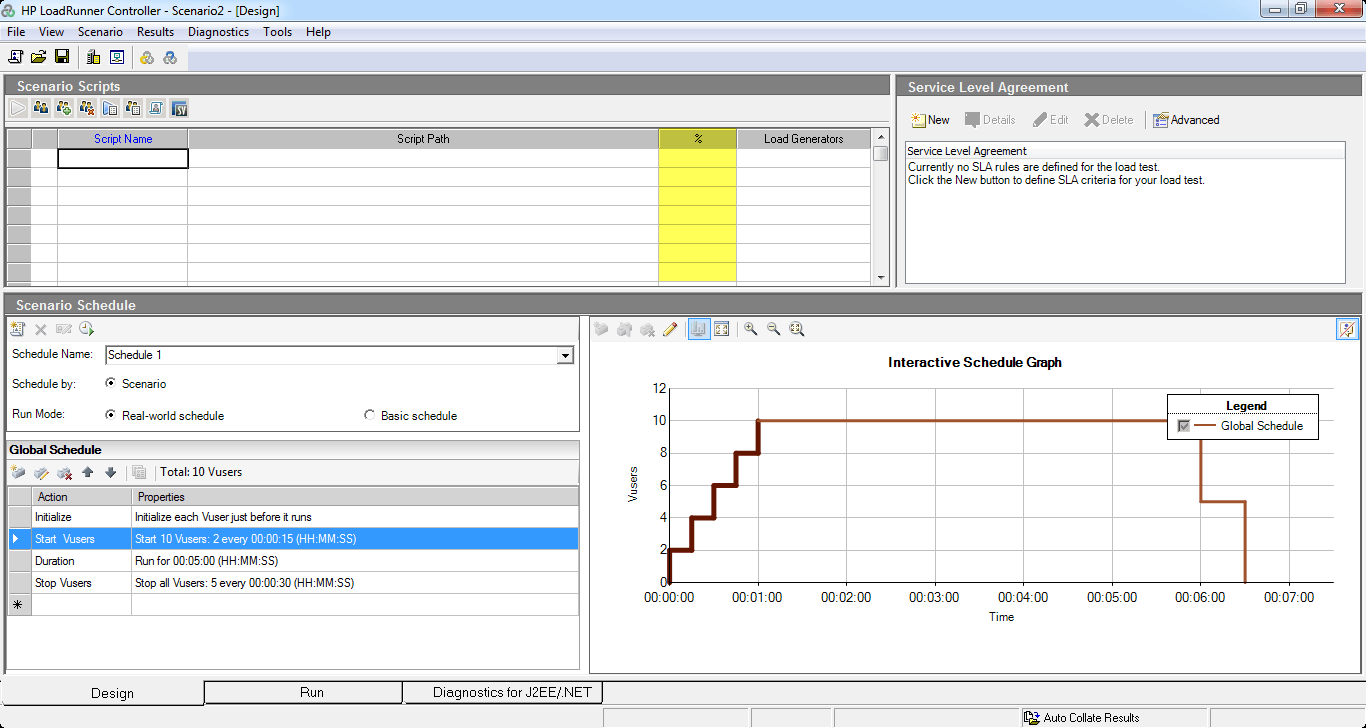 HP LoadRunner Controller - Scenario2 - [Design]
File View Scenario Results Diagnostics Tools Help
Scenario Scripts
Script Name Script Path % Load Generators
Service Level Agreement
New Details Edit Delete Advanced
Service Level Agreement
Currently no SLA rules are defined for the load test.
Click the New button to define SLA criteria for your load test.
Scenario Schedule
Schedule Name: Schedule 1
Schedule by: Scenario
Run Mode: Real-world schedule Basic schedule
Global Schedule
Total: 10 Vusers
Action Properties
Initialize Initialize each Vuser just before it runs
Start Vusers Start 10 Vusers: 2 every 00:00:15 (HH:MM:SS)
Duration Run for 00:05:00 (HH:MM:SS)
Stop Vusers Stop all Vusers: 5 every 00:00:30 (HH:MM:SS)
Interactive Schedule Graph
Legend
Global Schedule
Vusers
12
10
8
6
4
2
0
00:00:00 00:01:00 00:02:00 00:03:00 00:04:00 00:05:00 00:06:00 00:07:00
Time
Design Run Diagnostics for J2EE/.NET
Auto Collate Results